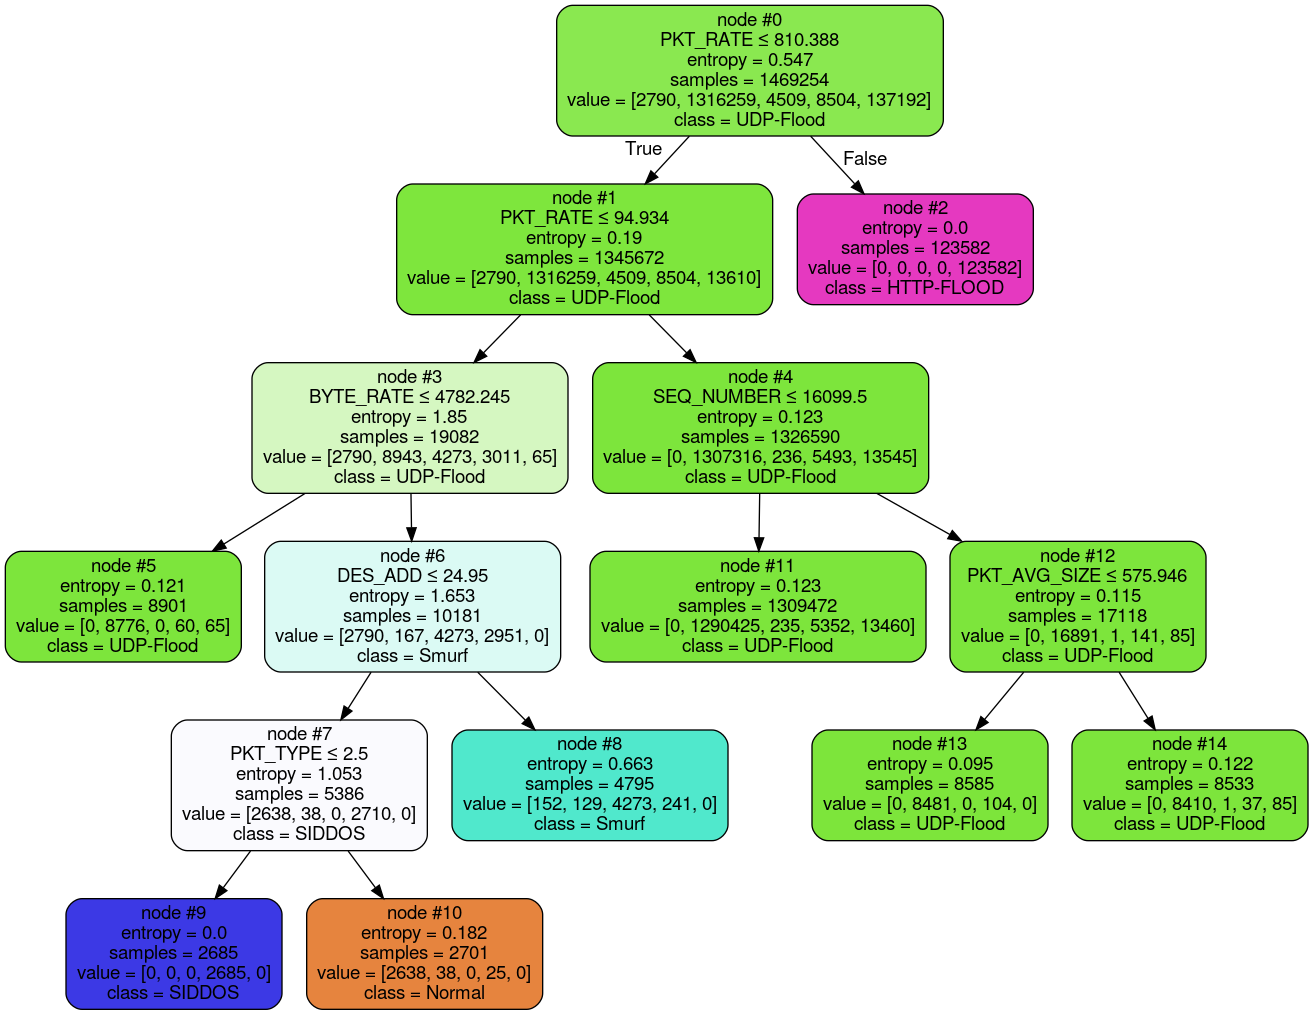 node #0
PKT_RATE ≤ 810.388
entropy = 0.547
samples = 1469254
value = [2790, 1316259, 4509, 8504, 137192]
class = UDP-Flood
True
False
node #1
PKT_RATE ≤ 94.934
entropy = 0.19
samples = 1345672
value = [2790, 1316259, 4509, 8504, 13610]
class = UDP-Flood
node #2
entropy = 0.0
samples = 123582
value = [0, 0, 0, 0, 123582]
class = HTTP-FLOOD
node #3
BYTE_RATE ≤ 4782.245
entropy = 1.85
samples = 19082
value = [2790, 8943, 4273, 3011, 65]
class = UDP-Flood
node #4
SEQ_NUMBER ≤ 16099.5
entropy = 0.123
samples = 1326590
value = [0, 1307316, 236, 5493, 13545]
class = UDP-Flood
node #5
entropy = 0.121
samples = 8901
value = [0, 8776, 0, 60, 65]
class = UDP-Flood
node #6
DES_ADD ≤ 24.95
entropy = 1.653
samples = 10181
value = [2790, 167, 4273, 2951, 0]
class = Smurf
node #11
entropy = 0.123
samples = 1309472
value = [0, 1290425, 235, 5352, 13460]
class = UDP-Flood
node #12
PKT_AVG_SIZE ≤ 575.946
entropy = 0.115
samples = 17118
value = [0, 16891, 1, 141, 85]
class = UDP-Flood
node #7
PKT_TYPE ≤ 2.5
entropy = 1.053
samples = 5386
value = [2638, 38, 0, 2710, 0]
class = SIDDOS
node #8
entropy = 0.663
samples = 4795
value = [152, 129, 4273, 241, 0]
class = Smurf
node #13
entropy = 0.095
samples = 8585
value = [0, 8481, 0, 104, 0]
class = UDP-Flood
node #14
entropy = 0.122
samples = 8533
value = [0, 8410, 1, 37, 85]
class = UDP-Flood
node #9
entropy = 0.0
samples = 2685
value = [0, 0, 0, 2685, 0]
class = SIDDOS
node #10
entropy = 0.182
samples = 2701
value = [2638, 38, 0, 25, 0]
class = Normal